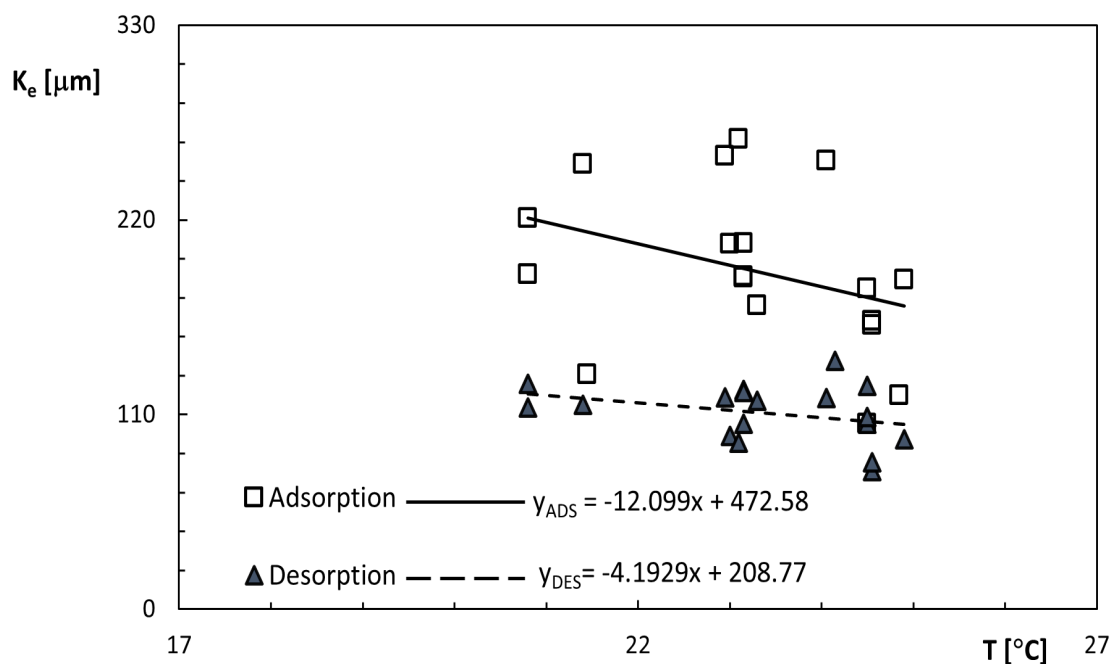 330
Ke [μm]
220
110
Adsorption yADS = -12.099x + 472.58
Desorption yDES= -4.1929x + 208.77
0
17 22 27
T [°C]